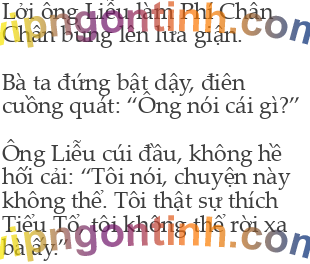 Lời ông Liễu làm Phí Chân
Chân bùng lên lửa giận.
Bà ta đứng bật dậy, điên
cuồng quát: “Ông nói cái gì?”
Ông Liễu cúi đầu, không hề
hối cải: “Tôi nói, chuyện này
không thể. Tôi thật sự thích
Tiểu Tổ, tôi không thể rời xa
bà ấy.”